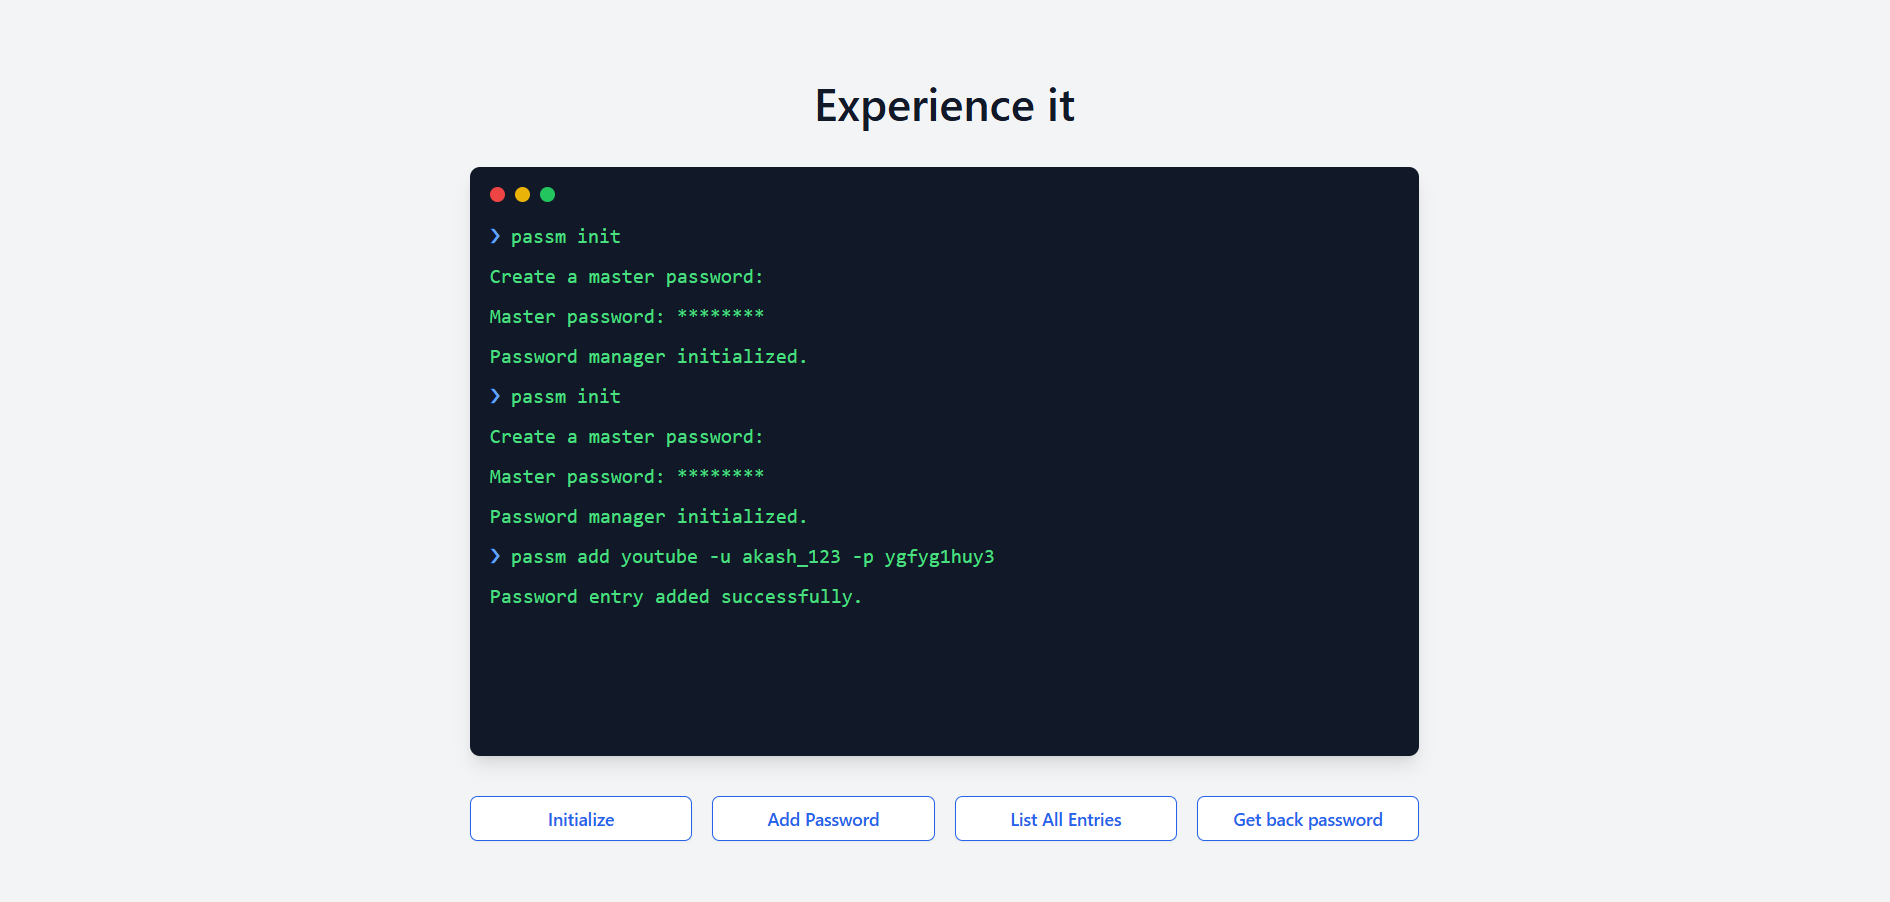 Experience it
❯ passm init
Create a master password:
Master password: ********
Password manager initialized.
❯ passm init
Create a master password:
Master password: ********
Password manager initialized.
❯ passm add youtube -u akash_123 -p ygfyg1huy3
Password entry added successfully.
Initialize
Add Password
List All Entries
Get back password